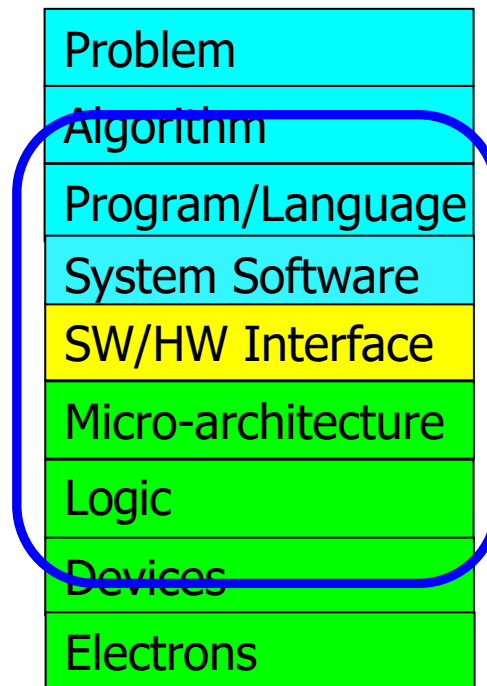 Problem
Algorithm
Program/Language
System Software
SW/HW Interface
Micro-architecture
Logic
Devices
Electrons